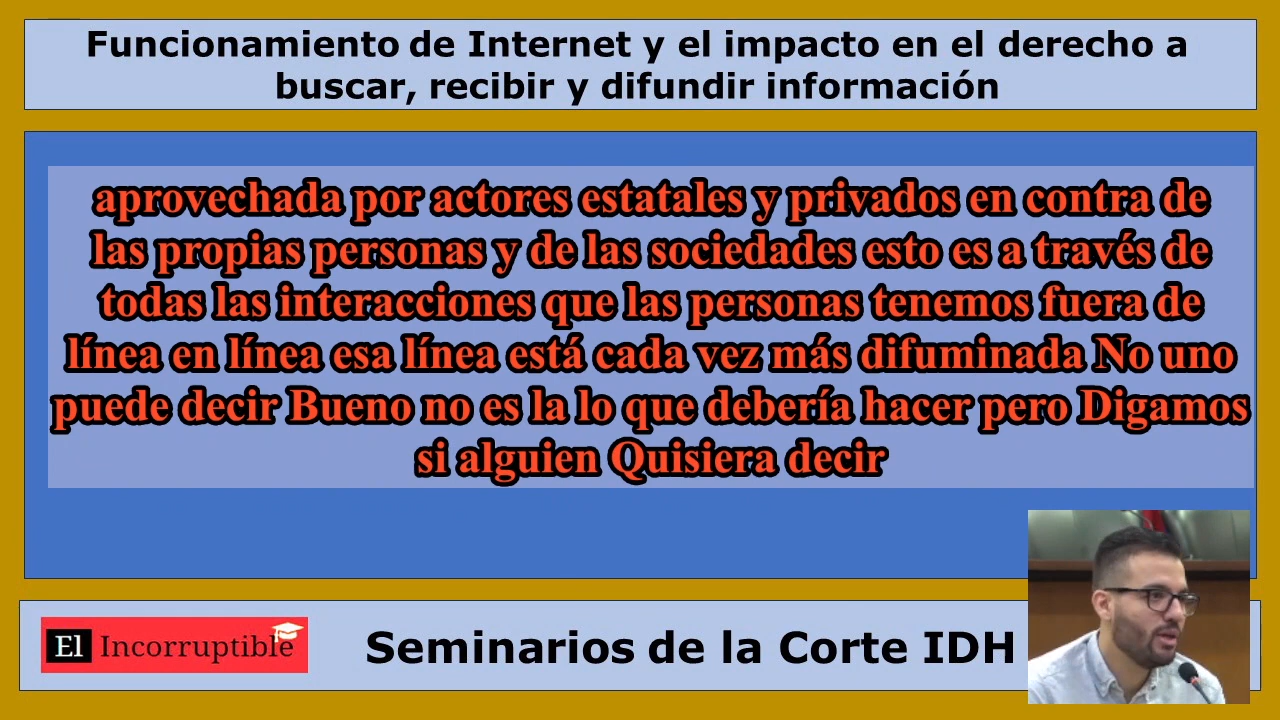 Funcionamiento de Internet y el impacto en el derecho a
buscar, recibir y difundir información
aprovechada por actores estatales y privados en contra de
las propias personas y de las sociedades esto es a través de
todas las interacciones que las personas tenemos fuera de
línea en línea esa línea está cada vez más difuminada No uno
puede decir Bueno no es la lo que debería hacer pero Digamos
si alguien Quisiera decir
El Incorruptible
Seminarios de la Corte IDH